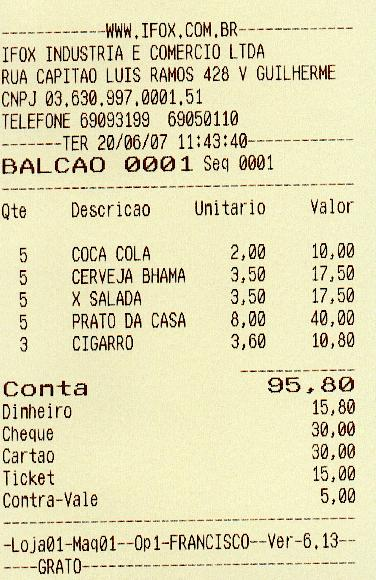 -------------WWW.IFOX.COM.BR-------------
IFOX INDUSTRIA E COMERCIO LTDA
RUA CAPITAO LUIS RAMOS 428 V GUILHERME
CNPJ 03.630.997.0001.51
TELEFONE 69093199 69050110
-------TER 20/06/07 11:43:40-------------
BALCAO 0001 Seq 0001
Qte Descricao Unitario Valor
5 COCA COLA 2,00 10,00
5 CERVEJA BHAMA 3,50 17,50
5 X SALADA 3,50 17,50
5 PRATO DA CASA 8,00 40,00
3 CIGARRO 3,60 10,80
Conta 95,80
Dinheiro 15,80
Cheque 30,00
Cartao 30,00
Ticket 15,00
Contra-Vale 5,00
-Loja01-Maq01--Op1-FRANCISCO--Ver-6.13--
----GRATO----